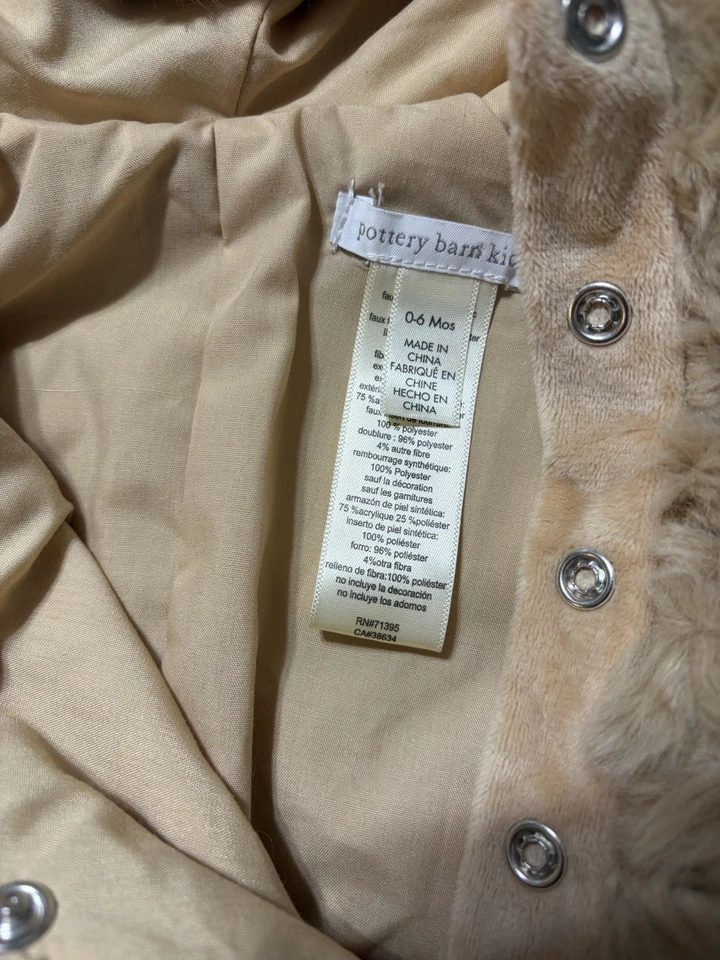 pottery barn
0-6 Mos
MADE IN
CHINA
FABRIQUÉ EN
CHINE
HECHO EN
CHINA
75 %
100 % polyester
doublure : 96% polyester
4% autre fibre
rembourrage synthétique:
100% Polyester
sauf la décoration
sauf les garnitures
armazón de piel sintética:
75 %acrylique 25 %poliéster
inserto de piel sintética:
100% poliéster
forro: 96% poliéster
4%otra fibra
relleno de fibra:100% poliéster
no incluye la decoración
no incluye los adornos
RN#71395
CA#38634